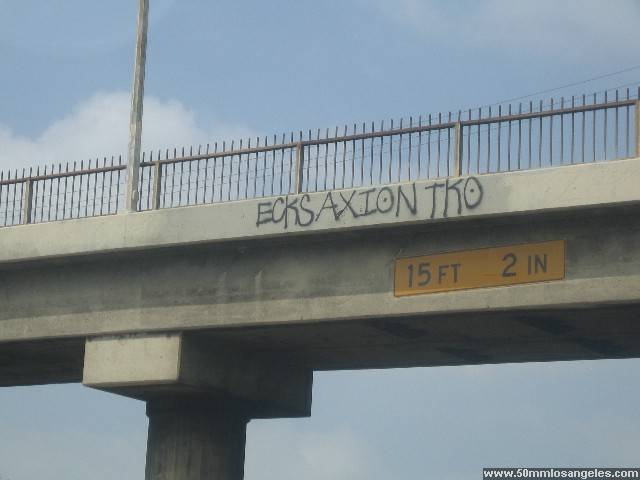 ECKSAXION TKO
15 FT 2 IN
www.50mmlosangeles.com